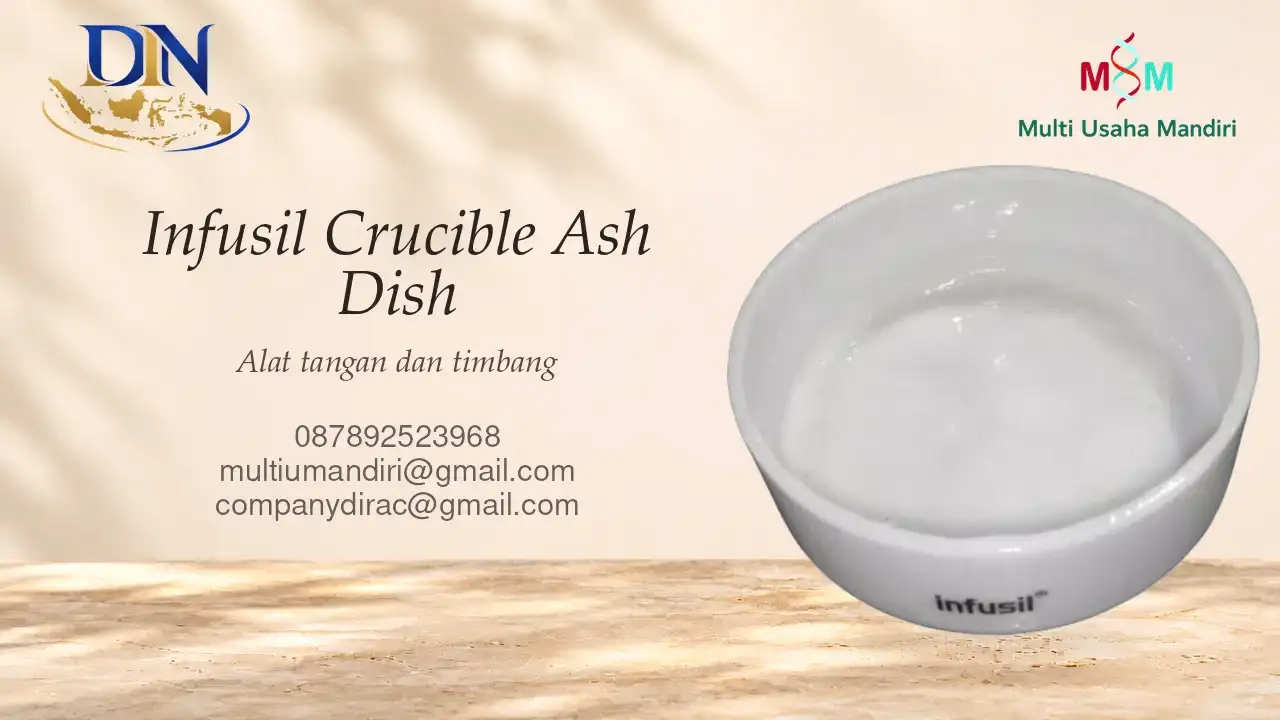 DIN
M M
Multi Usaha Mandiri
Infusil Crucible Ash
Dish
Alat tangan dan timbang
087892523968
multiumandiri@gmail.com
companydirac@gmail.com
infusil®